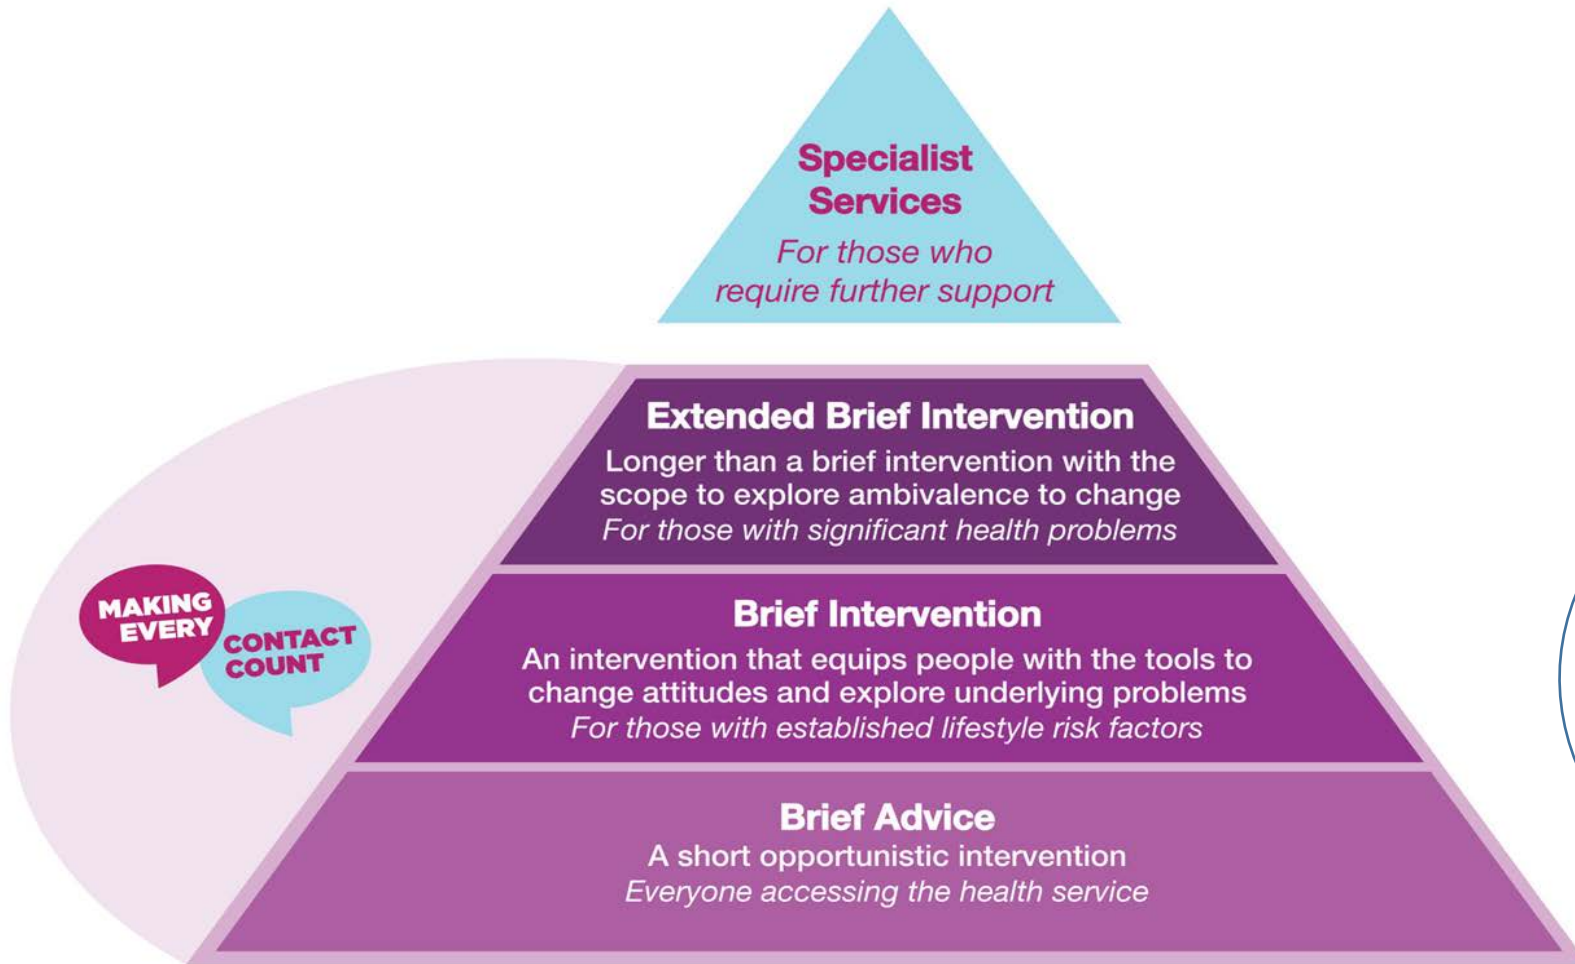 Specialist
Services
For those who
require further support
Extended Brief Intervention
Longer than a brief intervention with the
scope to explore ambivalence to change
For those with significant health problems
MAKING
EVERY
CONTACT
COUNT
Brief Intervention
An intervention that equips people with the tools to
change attitudes and explore underlying problems
For those with established lifestyle risk factors
Brief Advice
A short opportunistic intervention
Everyone accessing the health service